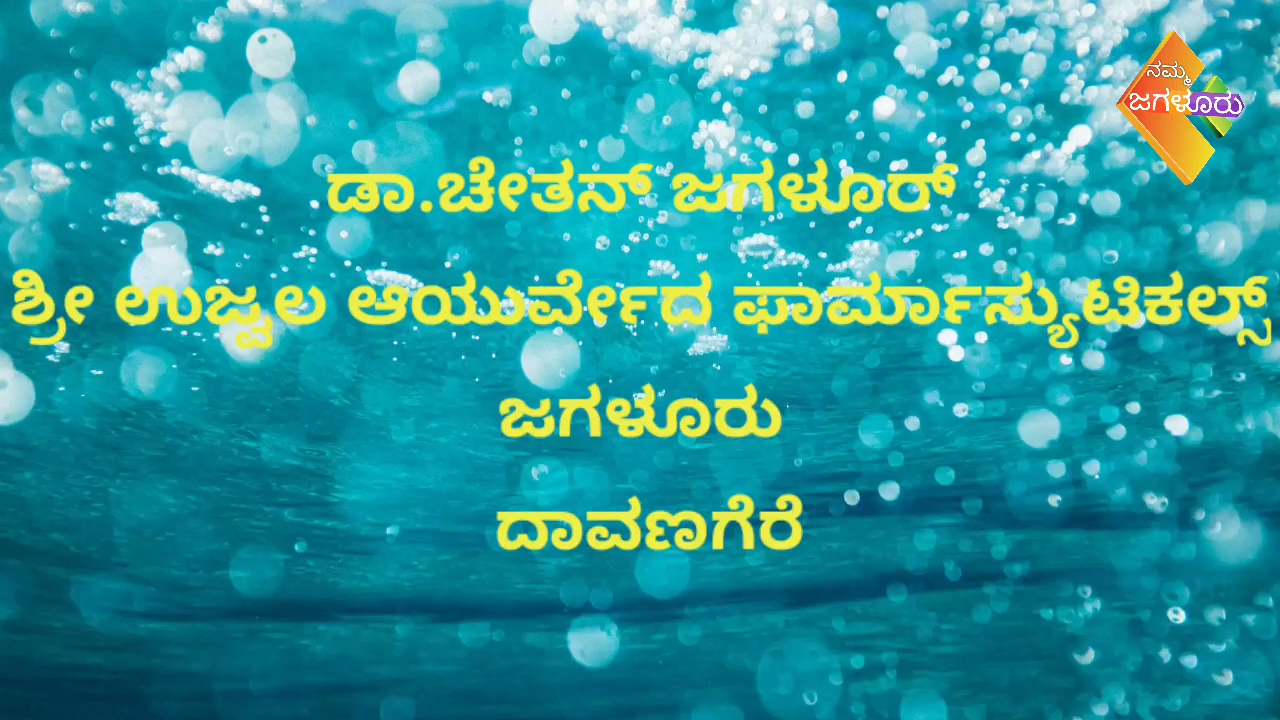 ನಮ್ಮ
ಜಗಳೂರು
ಡಾ.ಚೇತನ್ ಜಗಳೂರ್
ಶ್ರೀ ಉಜ್ವಲ ಆಯುರ್ವೇದ ಫಾರ್ಮಾಸ್ಯುಟಿಕಲ್ಸ್
ಜಗಳೂರು
ದಾವಣಗೆರೆ